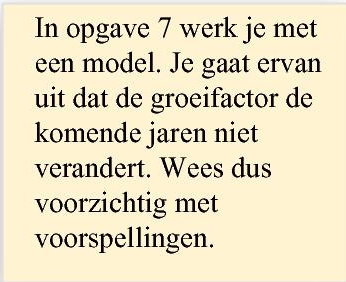 In opgave 7 werk je met
een model. Je gaat ervan
uit dat de groeifactor de
komende jaren niet
verandert. Wees dus
voorzichtig met
voorspellingen.